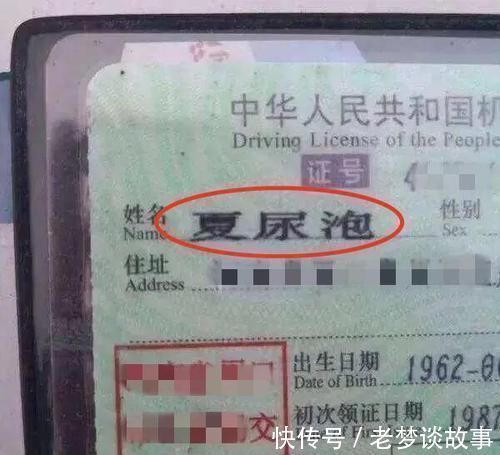 中华人民共和国机
Driving License of the People
证号 4
姓名 夏尿泡 性别
Name Sex
住址
Address
出生日期 1962-0
Date of Birth
初次领证日期 1987
交
快传号 / 老梦谈故事